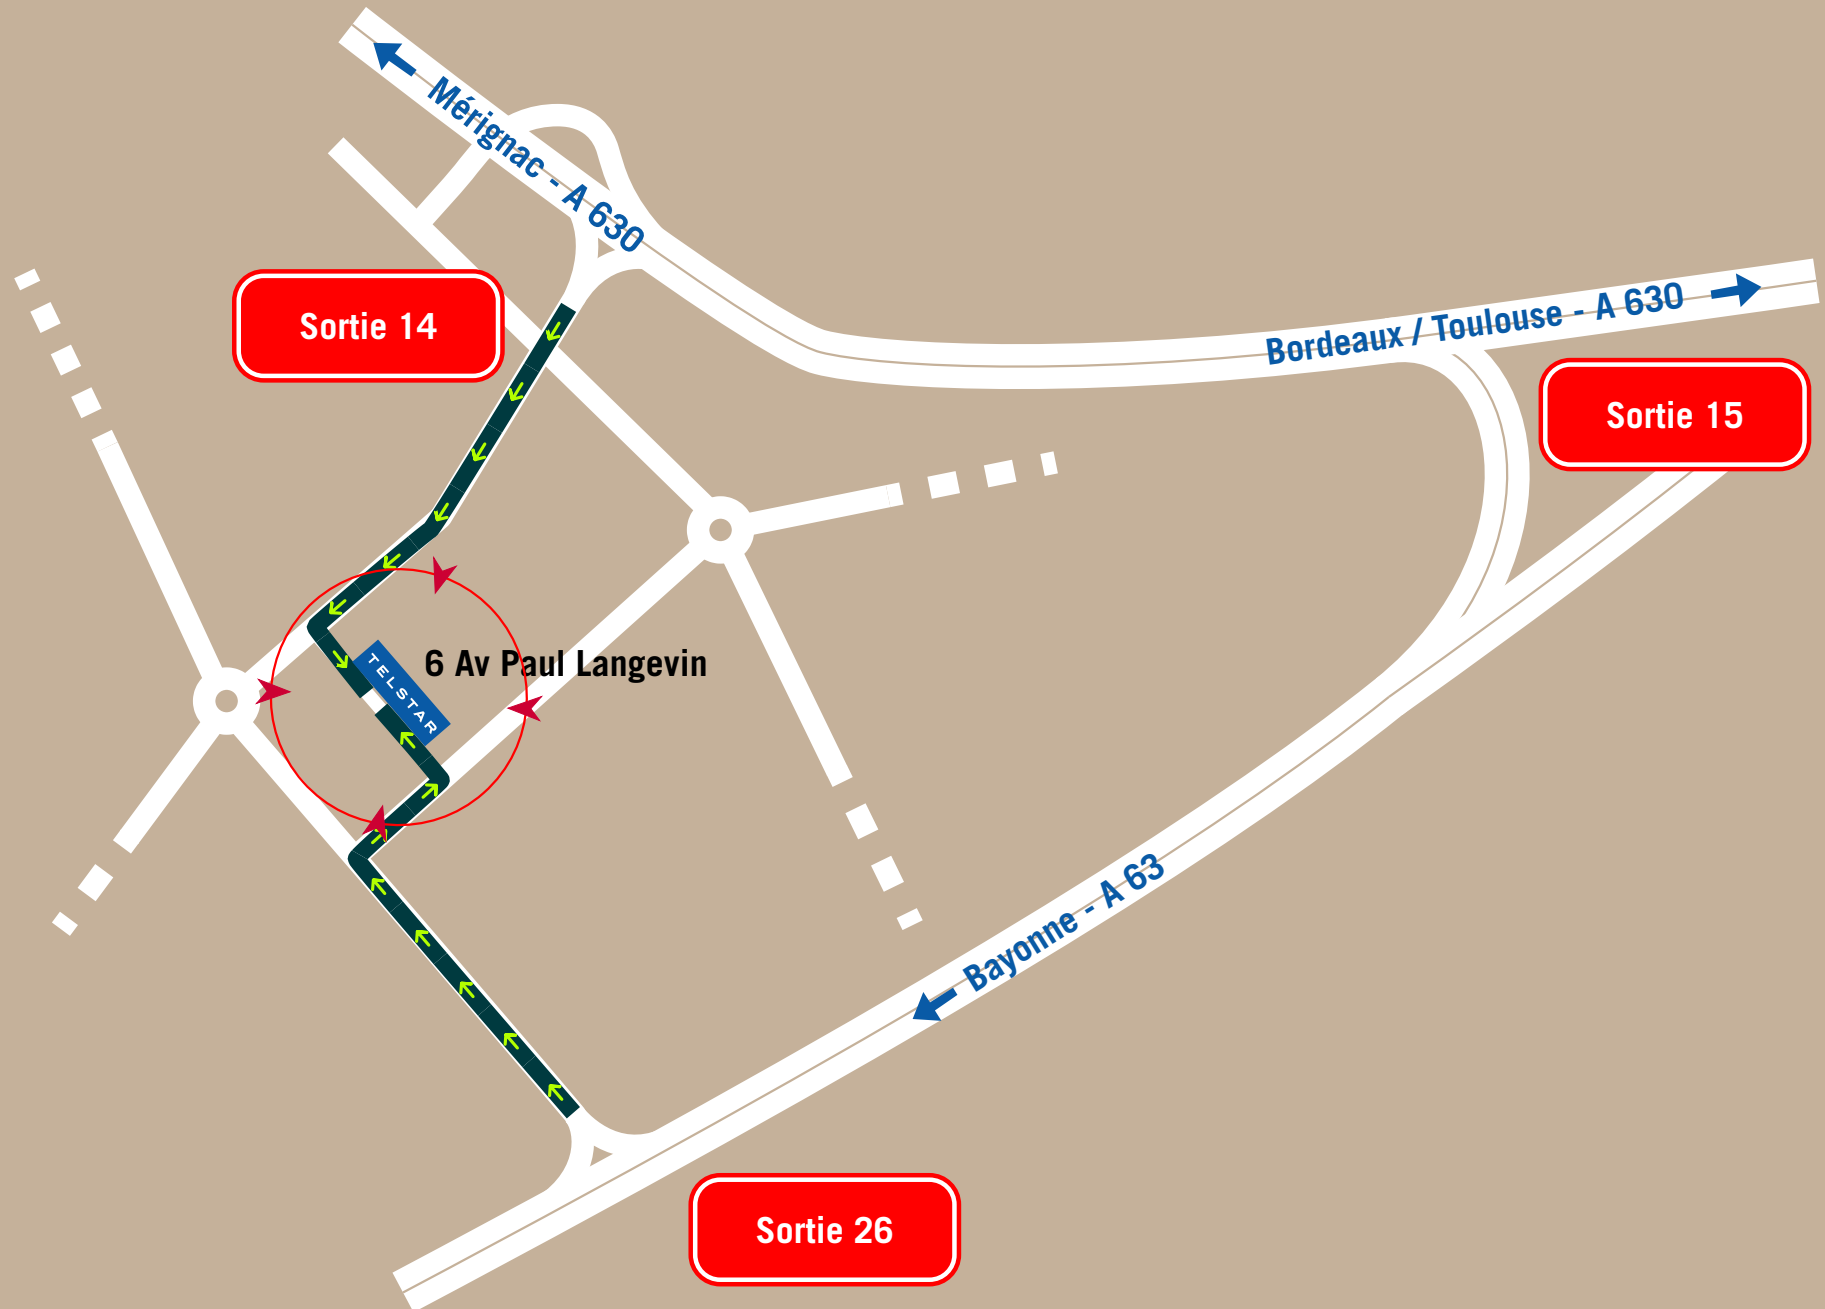 Mérignac - A 630
Bordeaux / Toulouse - A 630
Sortie 14
Sortie 15
6 Av Paul Langevin
TELSTAR
Bayonne - A 63
Sortie 26